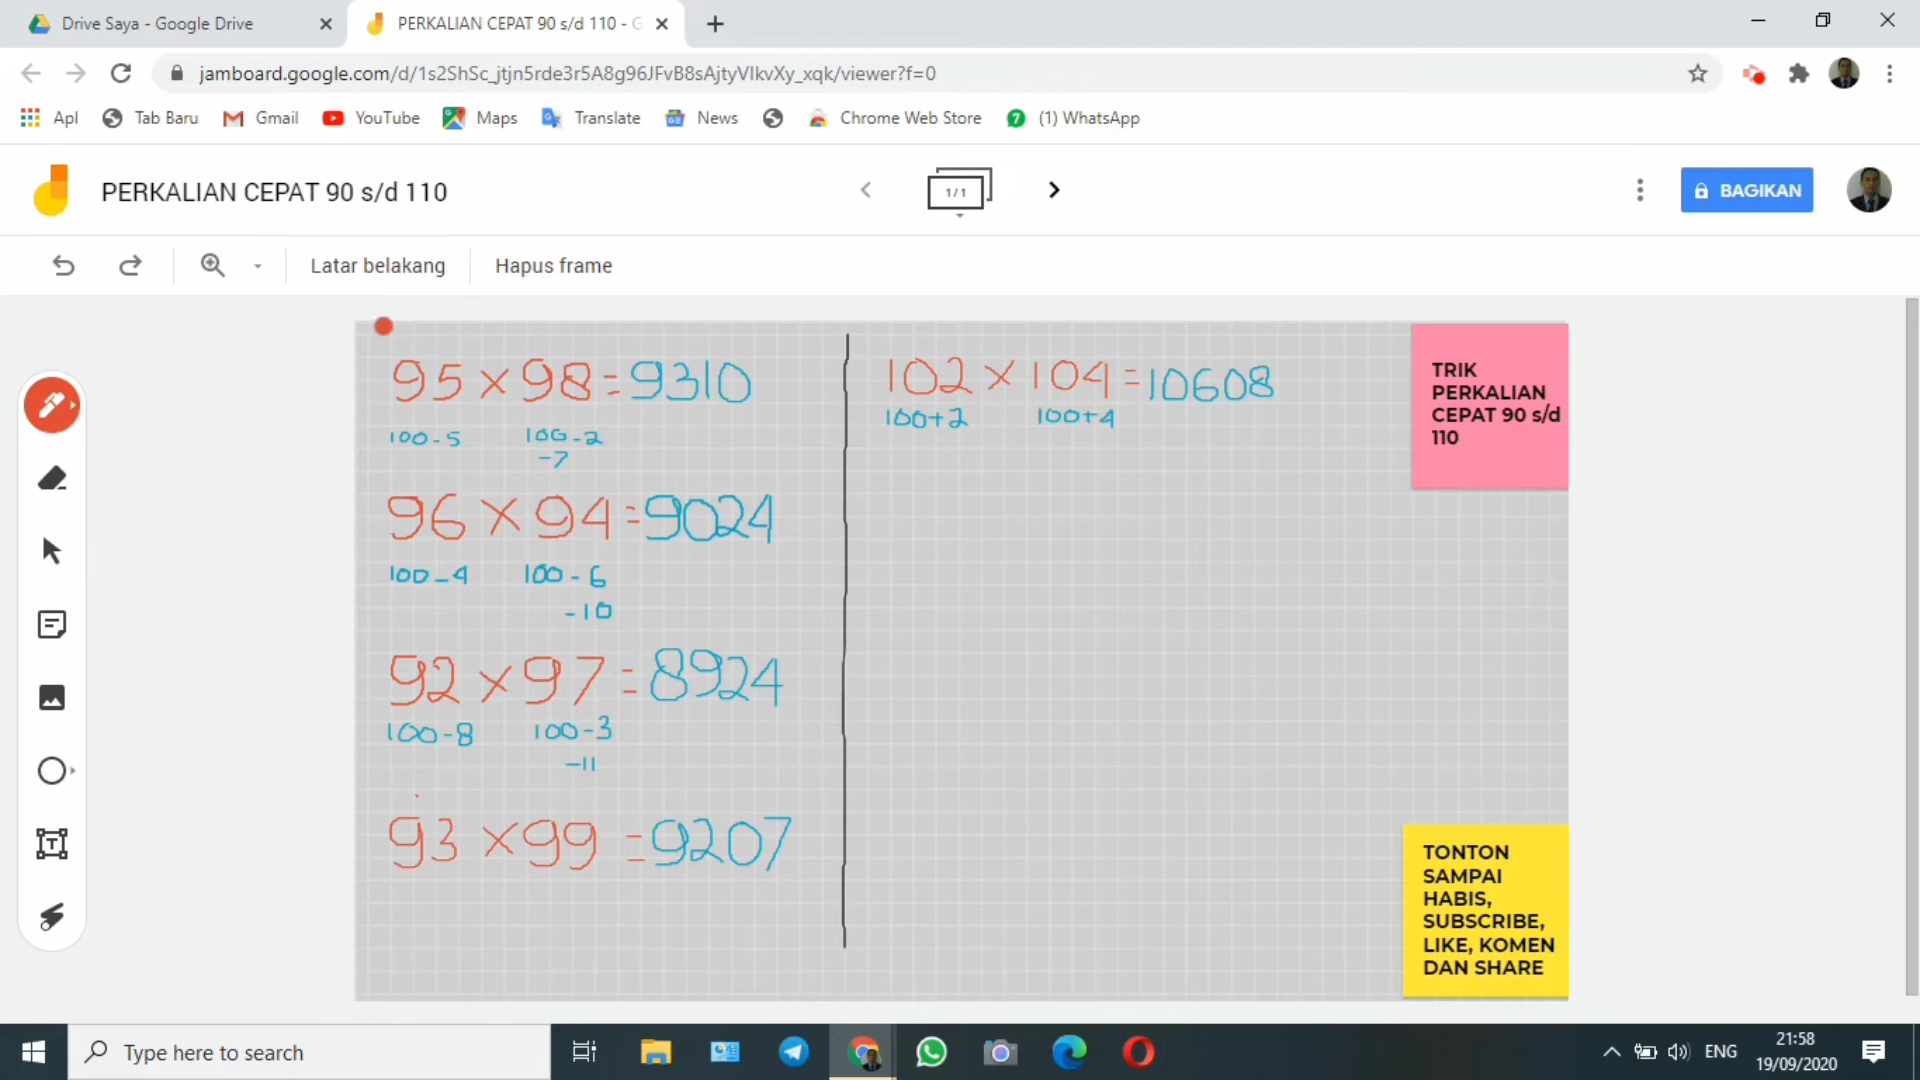 Drive Saya - Google Drive
PERKALIAN CEPAT 90 s/d 110 - G
jamboard.google.com/d/1s2ShSc_jtjn5rde3r5A8g96JFvB8sAjtyVIkvXy_xqk/viewer?f=0
Apl
Tab Baru
Gmail
YouTube
Maps
Translate
News
Chrome Web Store
7
(1) WhatsApp
PERKALIAN CEPAT 90 s/d 110
1/1
BAGIKAN
Latar belakang
Hapus frame
95 × 98 = 9310
100 - 5
100 - 2
-7
96 × 94 = 9024
100 - 4
100 - 6
-10
92 × 97 = 8924
100 - 8
100 - 3
-11
93 × 99 = 9207
102 × 104 = 10608
100+2
100+4
TRIK
PERKALIAN
CEPAT 90 s/d
110
TONTON
SAMPAI
HABIS,
SUBSCRIBE,
LIKE, KOMEN
DAN SHARE
Type here to search
ENG
21:58
19/09/2020